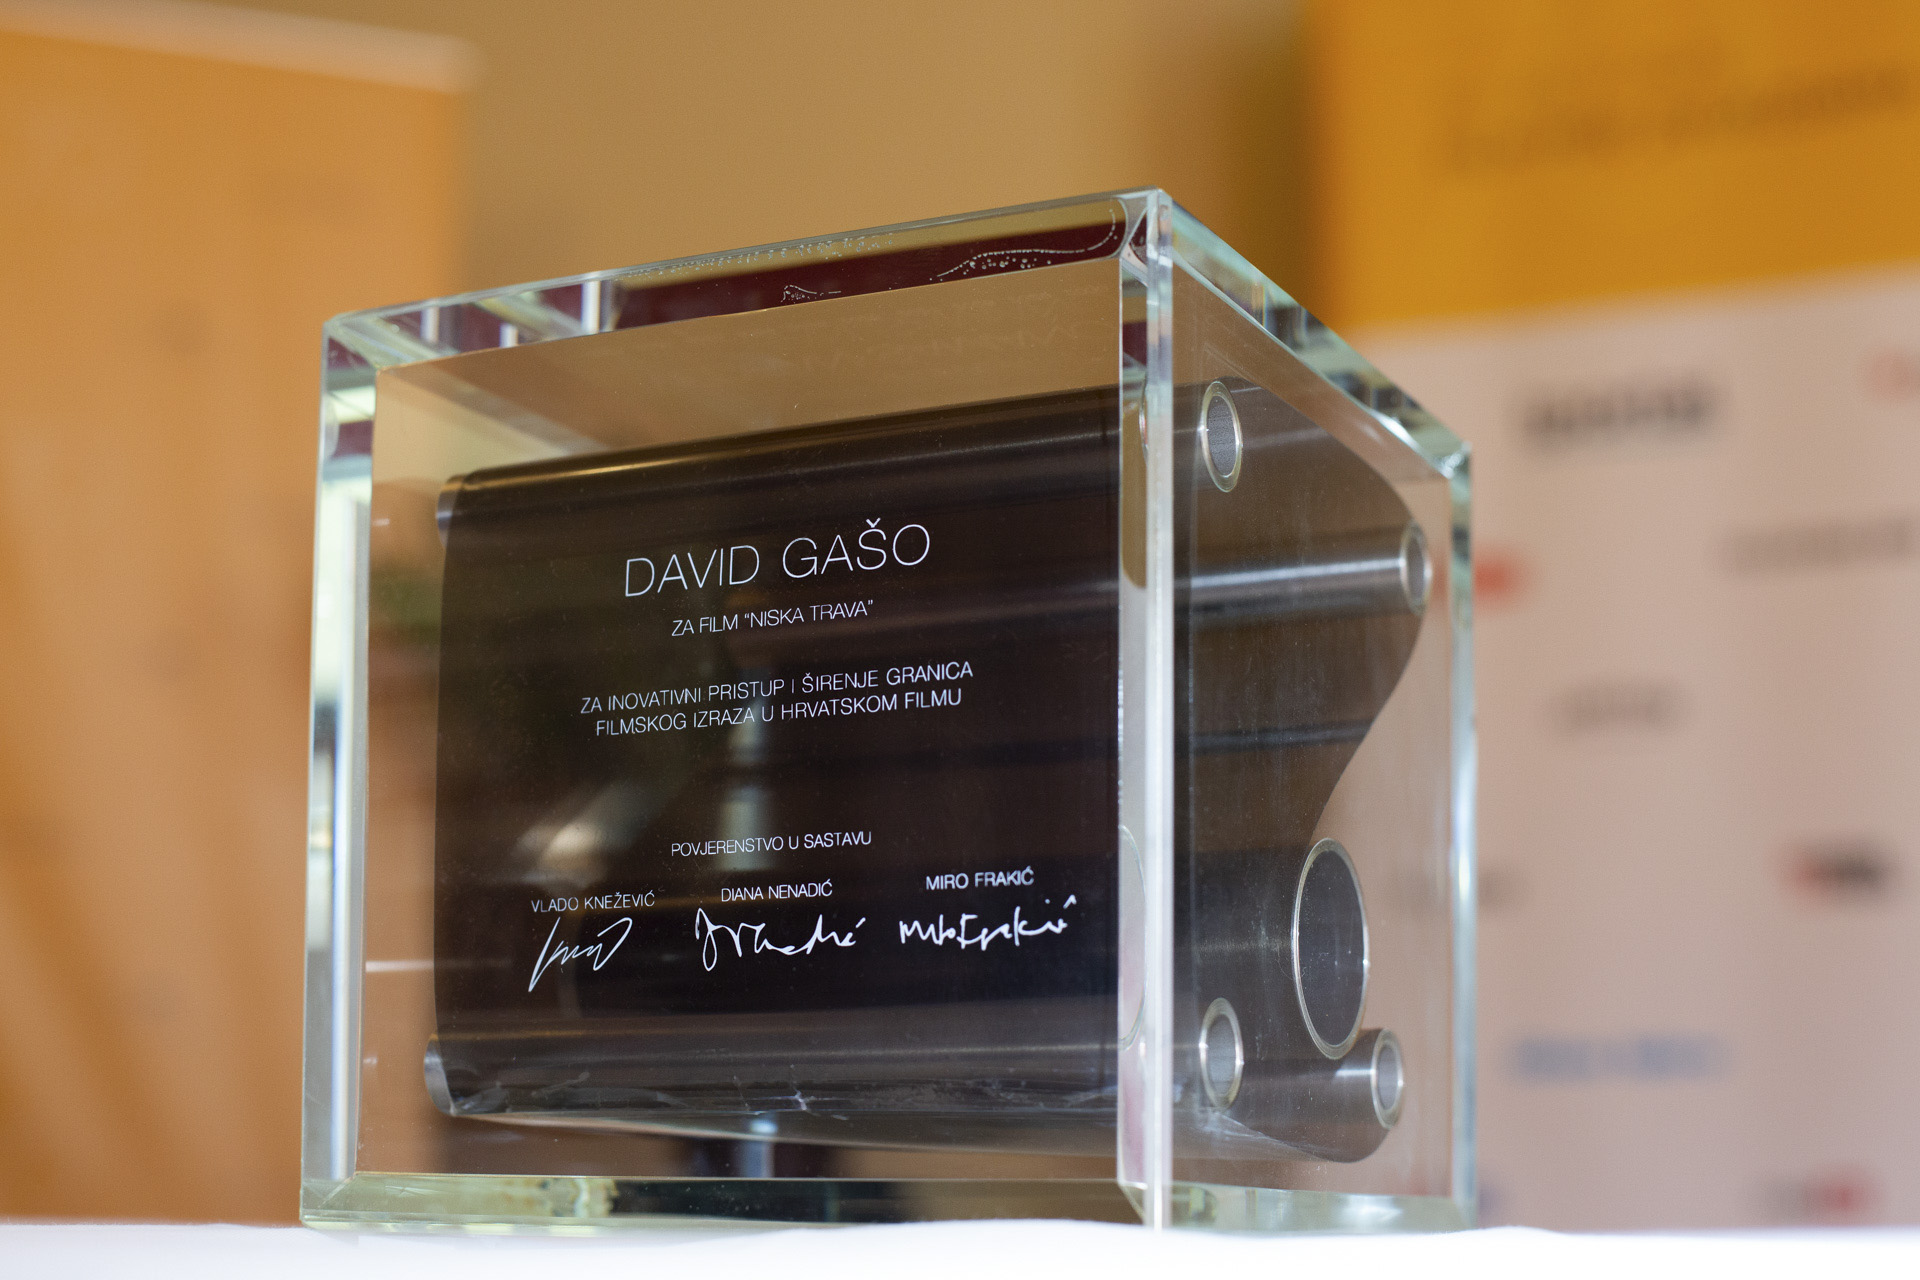 DAVID GAŠO
ZA FILM “NISKA TRAVA”
ZA INOVATIVNI PRISTUP I ŠIRENJE GRANICA
FILMSKOG IZRAZA U HRVATSKOM FILMU
POVJERENSTVO U SASTAVU
VLADO KNEŽEVIĆ DIANA NENADIĆ MIRO FRAKIĆ